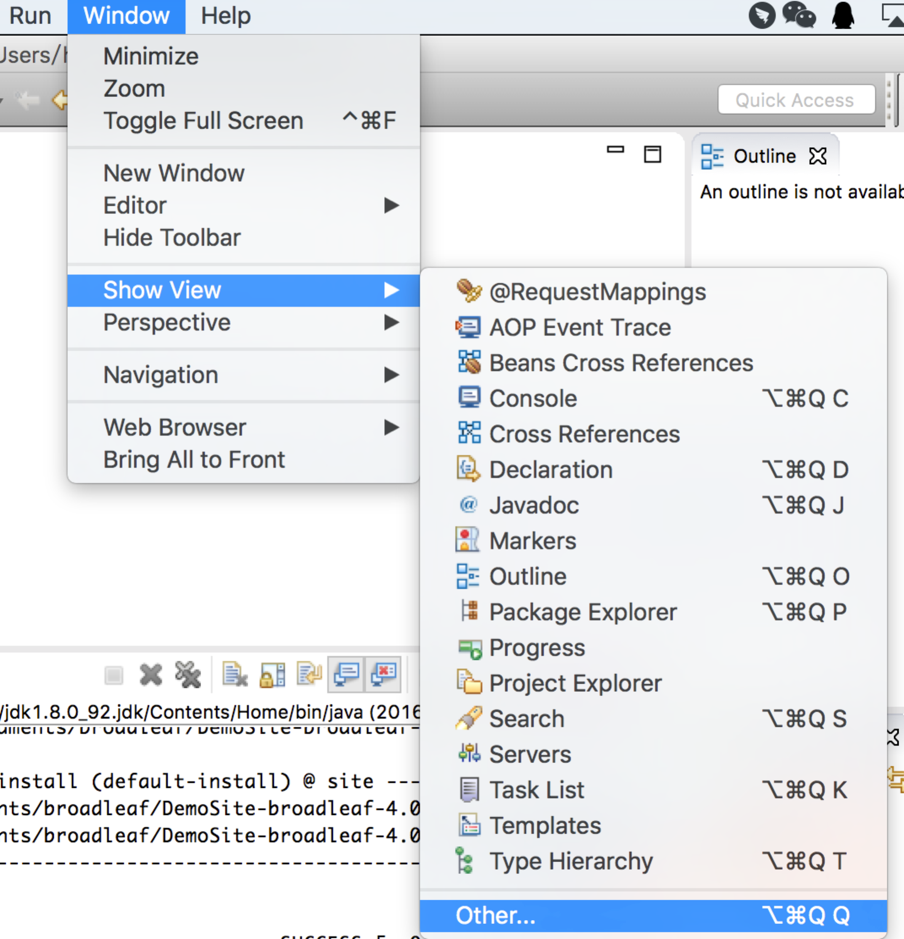 Run Window Help
Quick Access
Minimize
Zoom
Toggle Full Screen ^⌘F
New Window
Editor
Hide Toolbar
Show View
Perspective
Navigation
Web Browser
Bring All to Front
Outline
An outline is not availab
@RequestMappings
AOP Event Trace
Beans Cross References
Console ⌥⌘Q C
Cross References
Declaration ⌥⌘Q D
Javadoc ⌥⌘Q J
Markers
Outline ⌥⌘Q O
Package Explorer ⌥⌘Q P
Progress
Project Explorer
Search ⌥⌘Q S
Servers
Task List ⌥⌘Q K
Templates
Type Hierarchy ⌥⌘Q T
Other... ⌥⌘Q Q
/jdk1.8.0_92.jdk/Contents/Home/bin/java (2016
uments/broadleaf/DemoSite-broadleaf-
install (default-install) @ site ---
nts/broadleaf/DemoSite-broadleaf-4.0
nts/broadleaf/DemoSite-broadleaf-4.0
------------------------------------